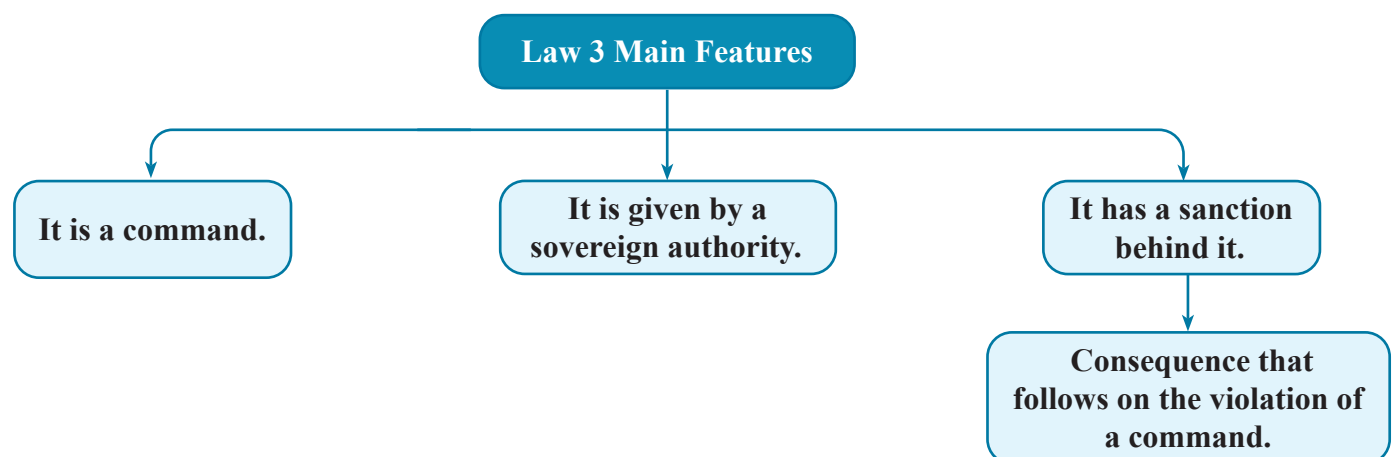 Law 3 Main Features
It is a command.
It is given by a
sovereign authority.
It has a sanction
behind it.
Consequence that
follows on the violation of
a command.